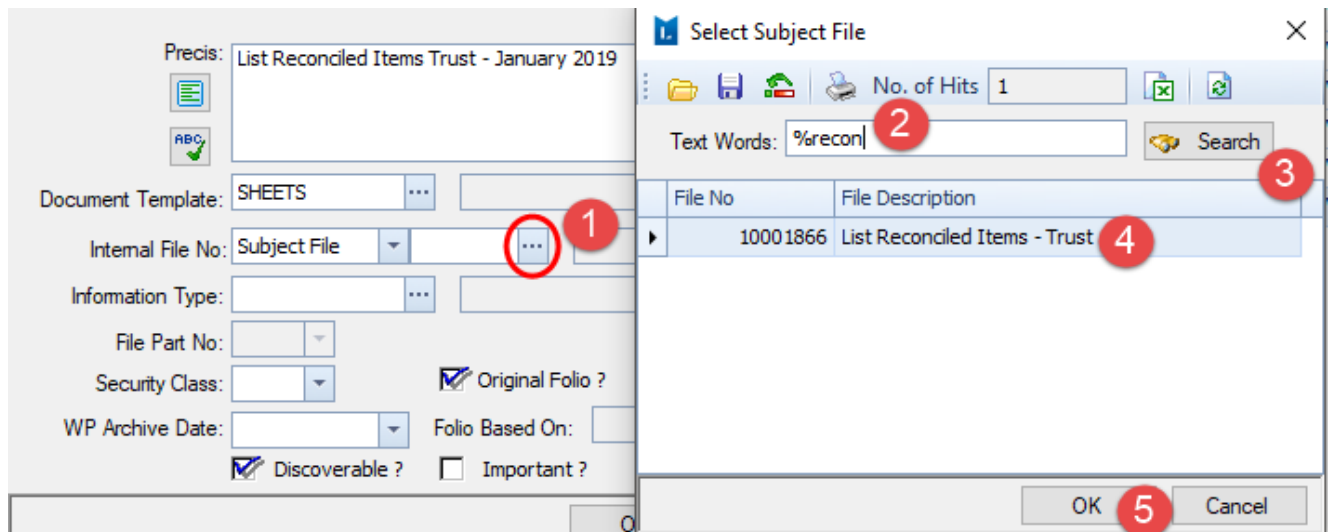 Precis:
List Reconciled Items Trust - January 2019
ABC
Document Template: SHEETS ...
Internal File No: Subject File ... 1
Information Type: ...
File Part No:
Security Class:
Original Folio ?
WP Archive Date:
Folio Based On:
Discoverable ?
Important ?
O
L
Select Subject File
No. of Hits 1
Text Words: %recon 2
Search
3
File No File Description
10001866 List Reconciled Items - Trust 4
OK 5 Cancel